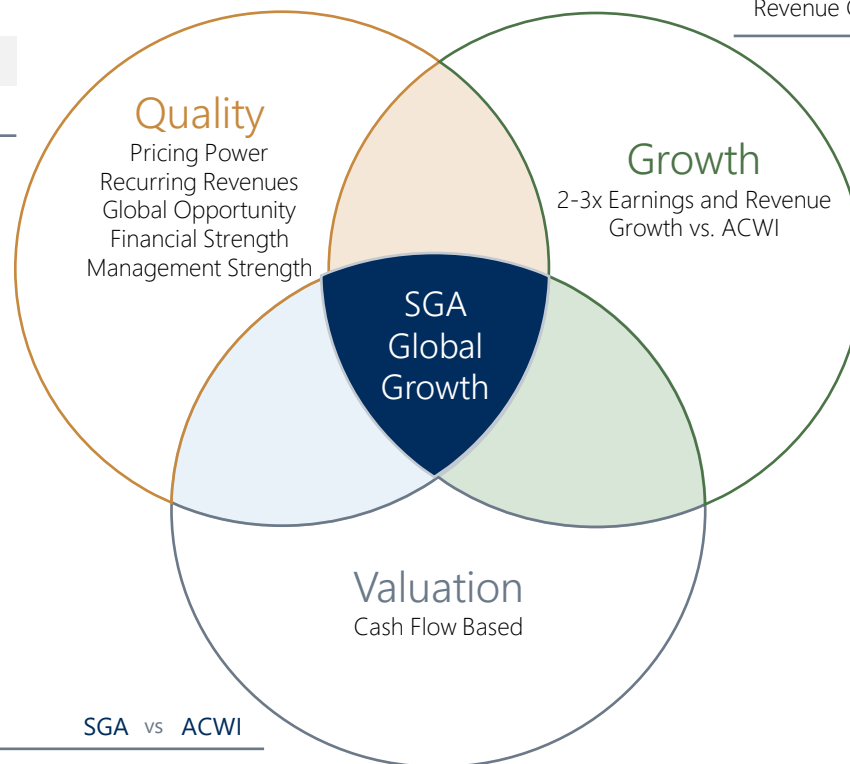 Revenue
Quality
Pricing Power
Recurring Revenues
Global Opportunity
Financial Strength
Management Strength
Growth
2-3x Earnings and Revenue
Growth vs. ACWI
SGA
Global
Growth
Valuation
Cash Flow Based
SGA vs ACWI